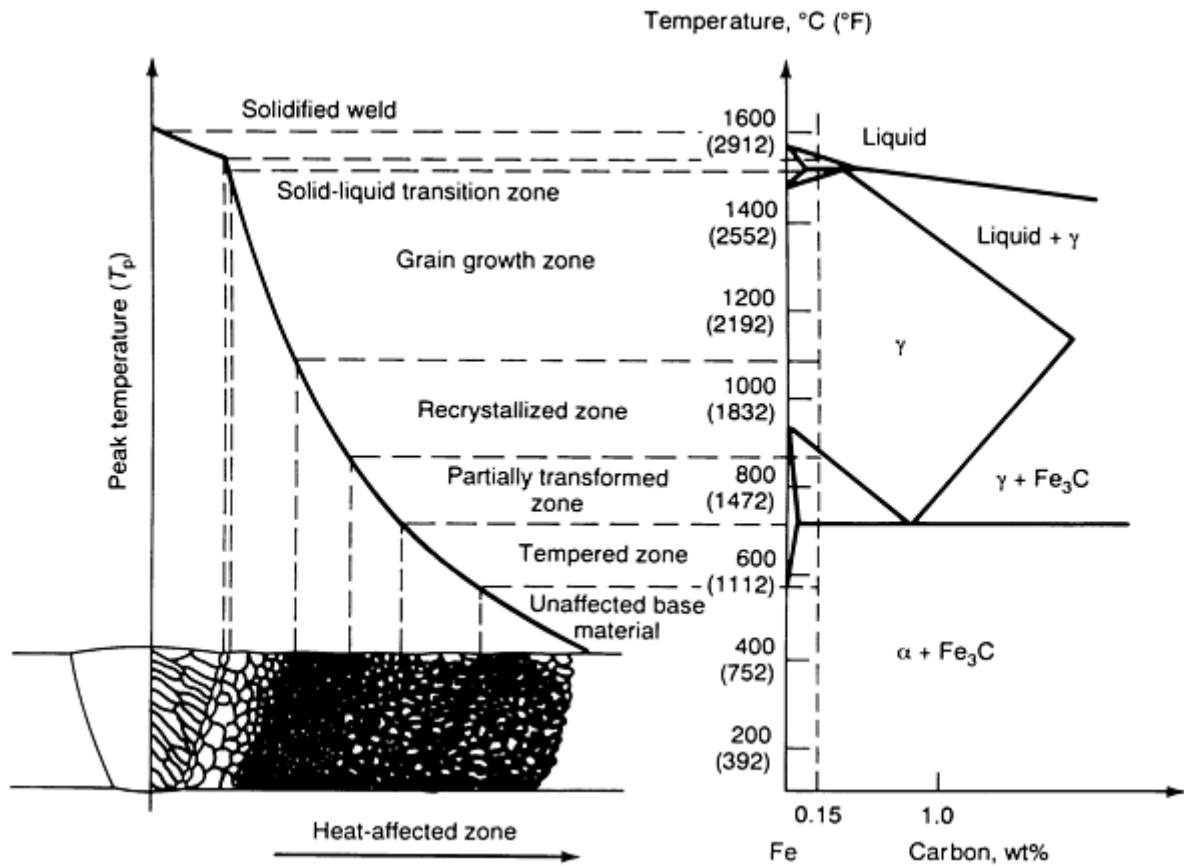 Temperature, °C (°F)
Solidified weld
Solid-liquid transition zone
Grain growth zone
Recrystallized zone
Partially transformed
zone
Tempered zone
Unaffected base
material
Peak temperature (Tp)
Heat-affected zone
1600
(2912)
1400
(2552)
1200
(2192)
1000
(1832)
800
(1472)
600
(1112)
400
(752)
200
(392)
Liquid
Liquid + γ
γ
γ + Fe₃C
α + Fe₃C
0.15
1.0
Fe
Carbon, wt%